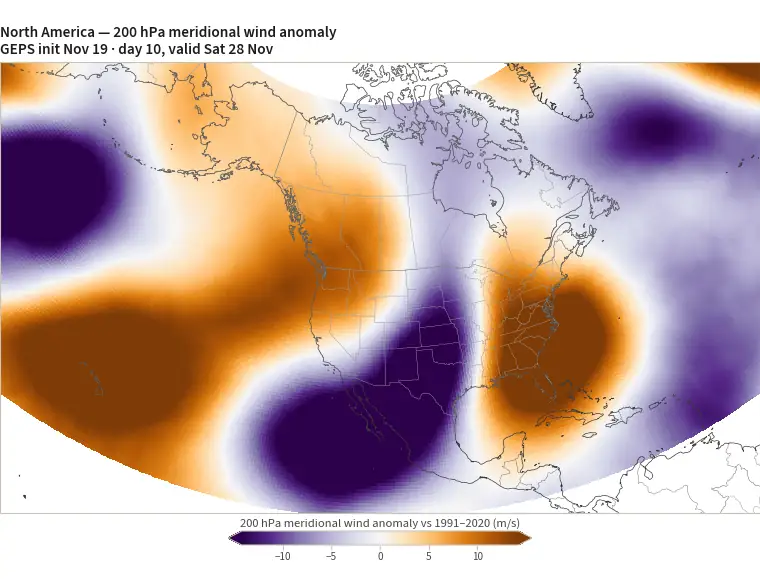 North America — 200 hPa meridional wind anomaly
GEPS init Nov 19 · day 10, valid Sat 28 Nov
200 hPa meridional wind anomaly vs 1991–2020 (m/s)
−10 −5 0 5 10